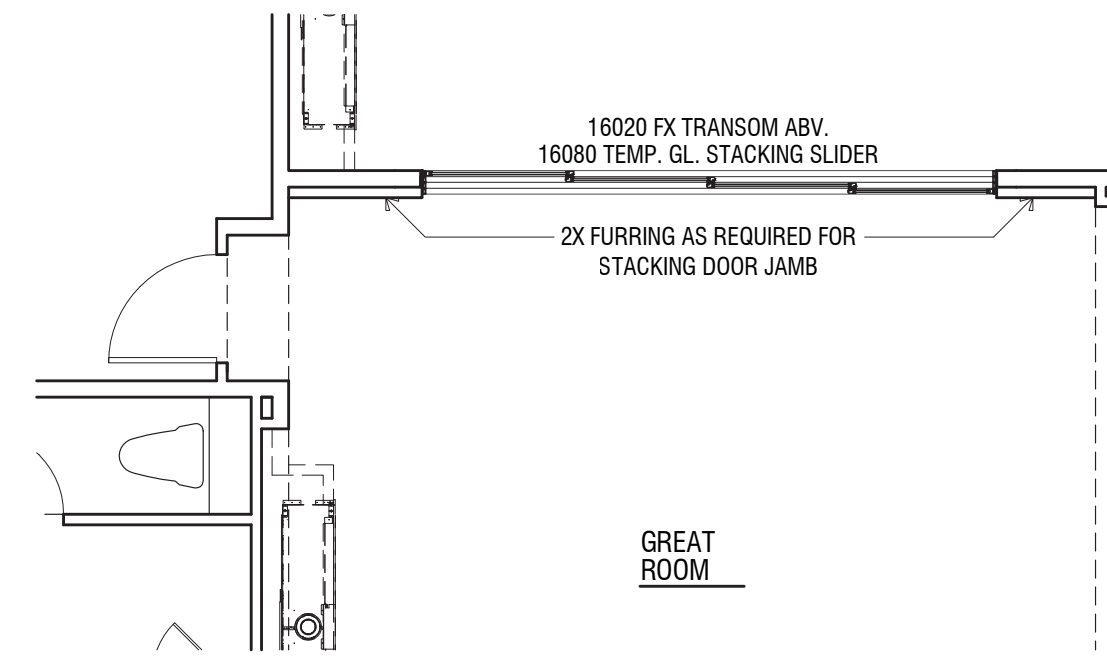 16020 FX TRANSOM ABV.
16080 TEMP. GL. STACKING SLIDER
2X FURRING AS REQUIRED FOR
STACKING DOOR JAMB
GREAT
ROOM